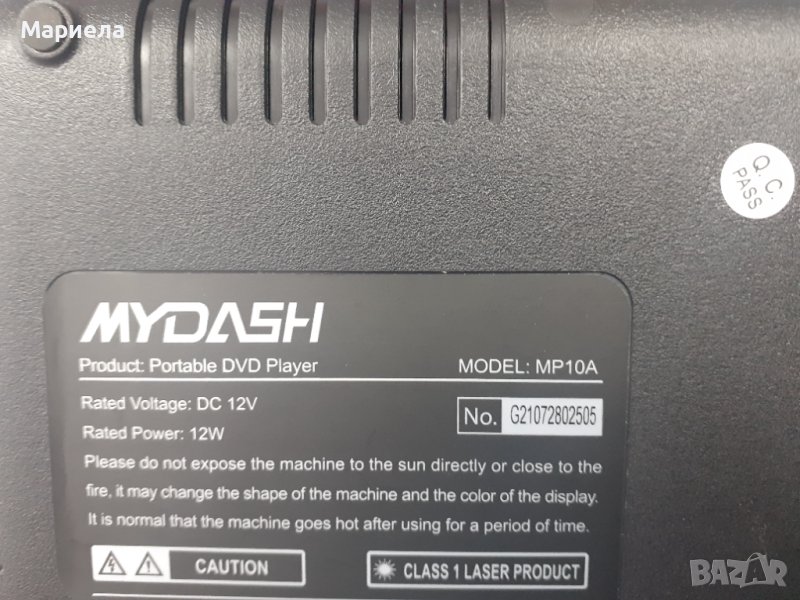 Мариела
Q. C.
PASS
MYDASH
Product: Portable DVD Player
MODEL: MP10A
Rated Voltage: DC 12V
No. G21072802505
Rated Power: 12W
Please do not expose the machine to the sun directly or close to the
fire, it may change the shape of the machine and the color of the display.
It is normal that the machine goes hot after using for a period of time.
CAUTION
CLASS 1 LASER PRODUCT
BAZAR